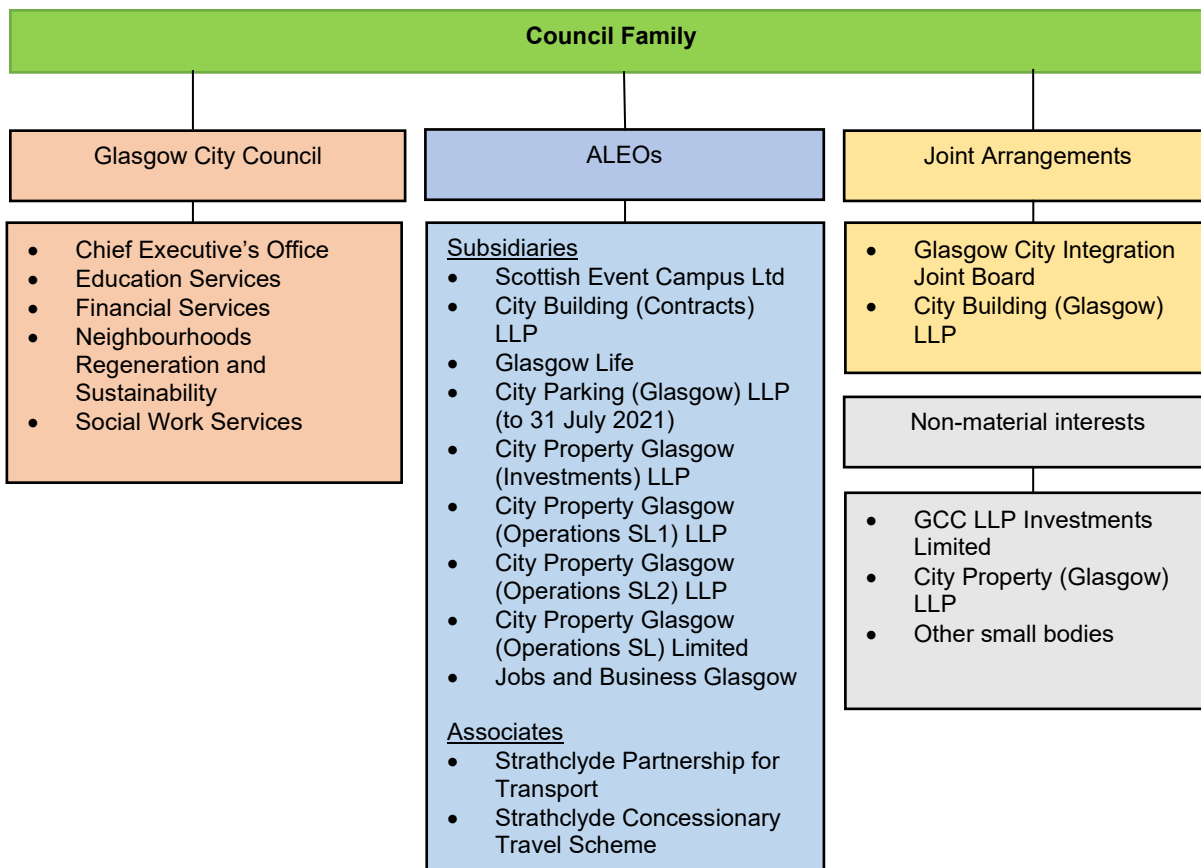 Council Family
Glasgow City Council
• Chief Executive’s Office
• Education Services
• Financial Services
• Neighbourhoods
Regeneration and
Sustainability
• Social Work Services
ALEOs
Subsidiaries
• Scottish Event Campus Ltd
• City Building (Contracts)
LLP
• Glasgow Life
• City Parking (Glasgow) LLP
(to 31 July 2021)
• City Property Glasgow
(Investments) LLP
• City Property Glasgow
(Operations SL1) LLP
• City Property Glasgow
(Operations SL2) LLP
• City Property Glasgow
(Operations SL) Limited
• Jobs and Business Glasgow
Associates
• Strathclyde Partnership for
Transport
• Strathclyde Concessionary
Travel Scheme
Joint Arrangements
• Glasgow City Integration
Joint Board
• City Building (Glasgow)
LLP
Non-material interests
• GCC LLP Investments
Limited
• City Property (Glasgow)
LLP
• Other small bodies